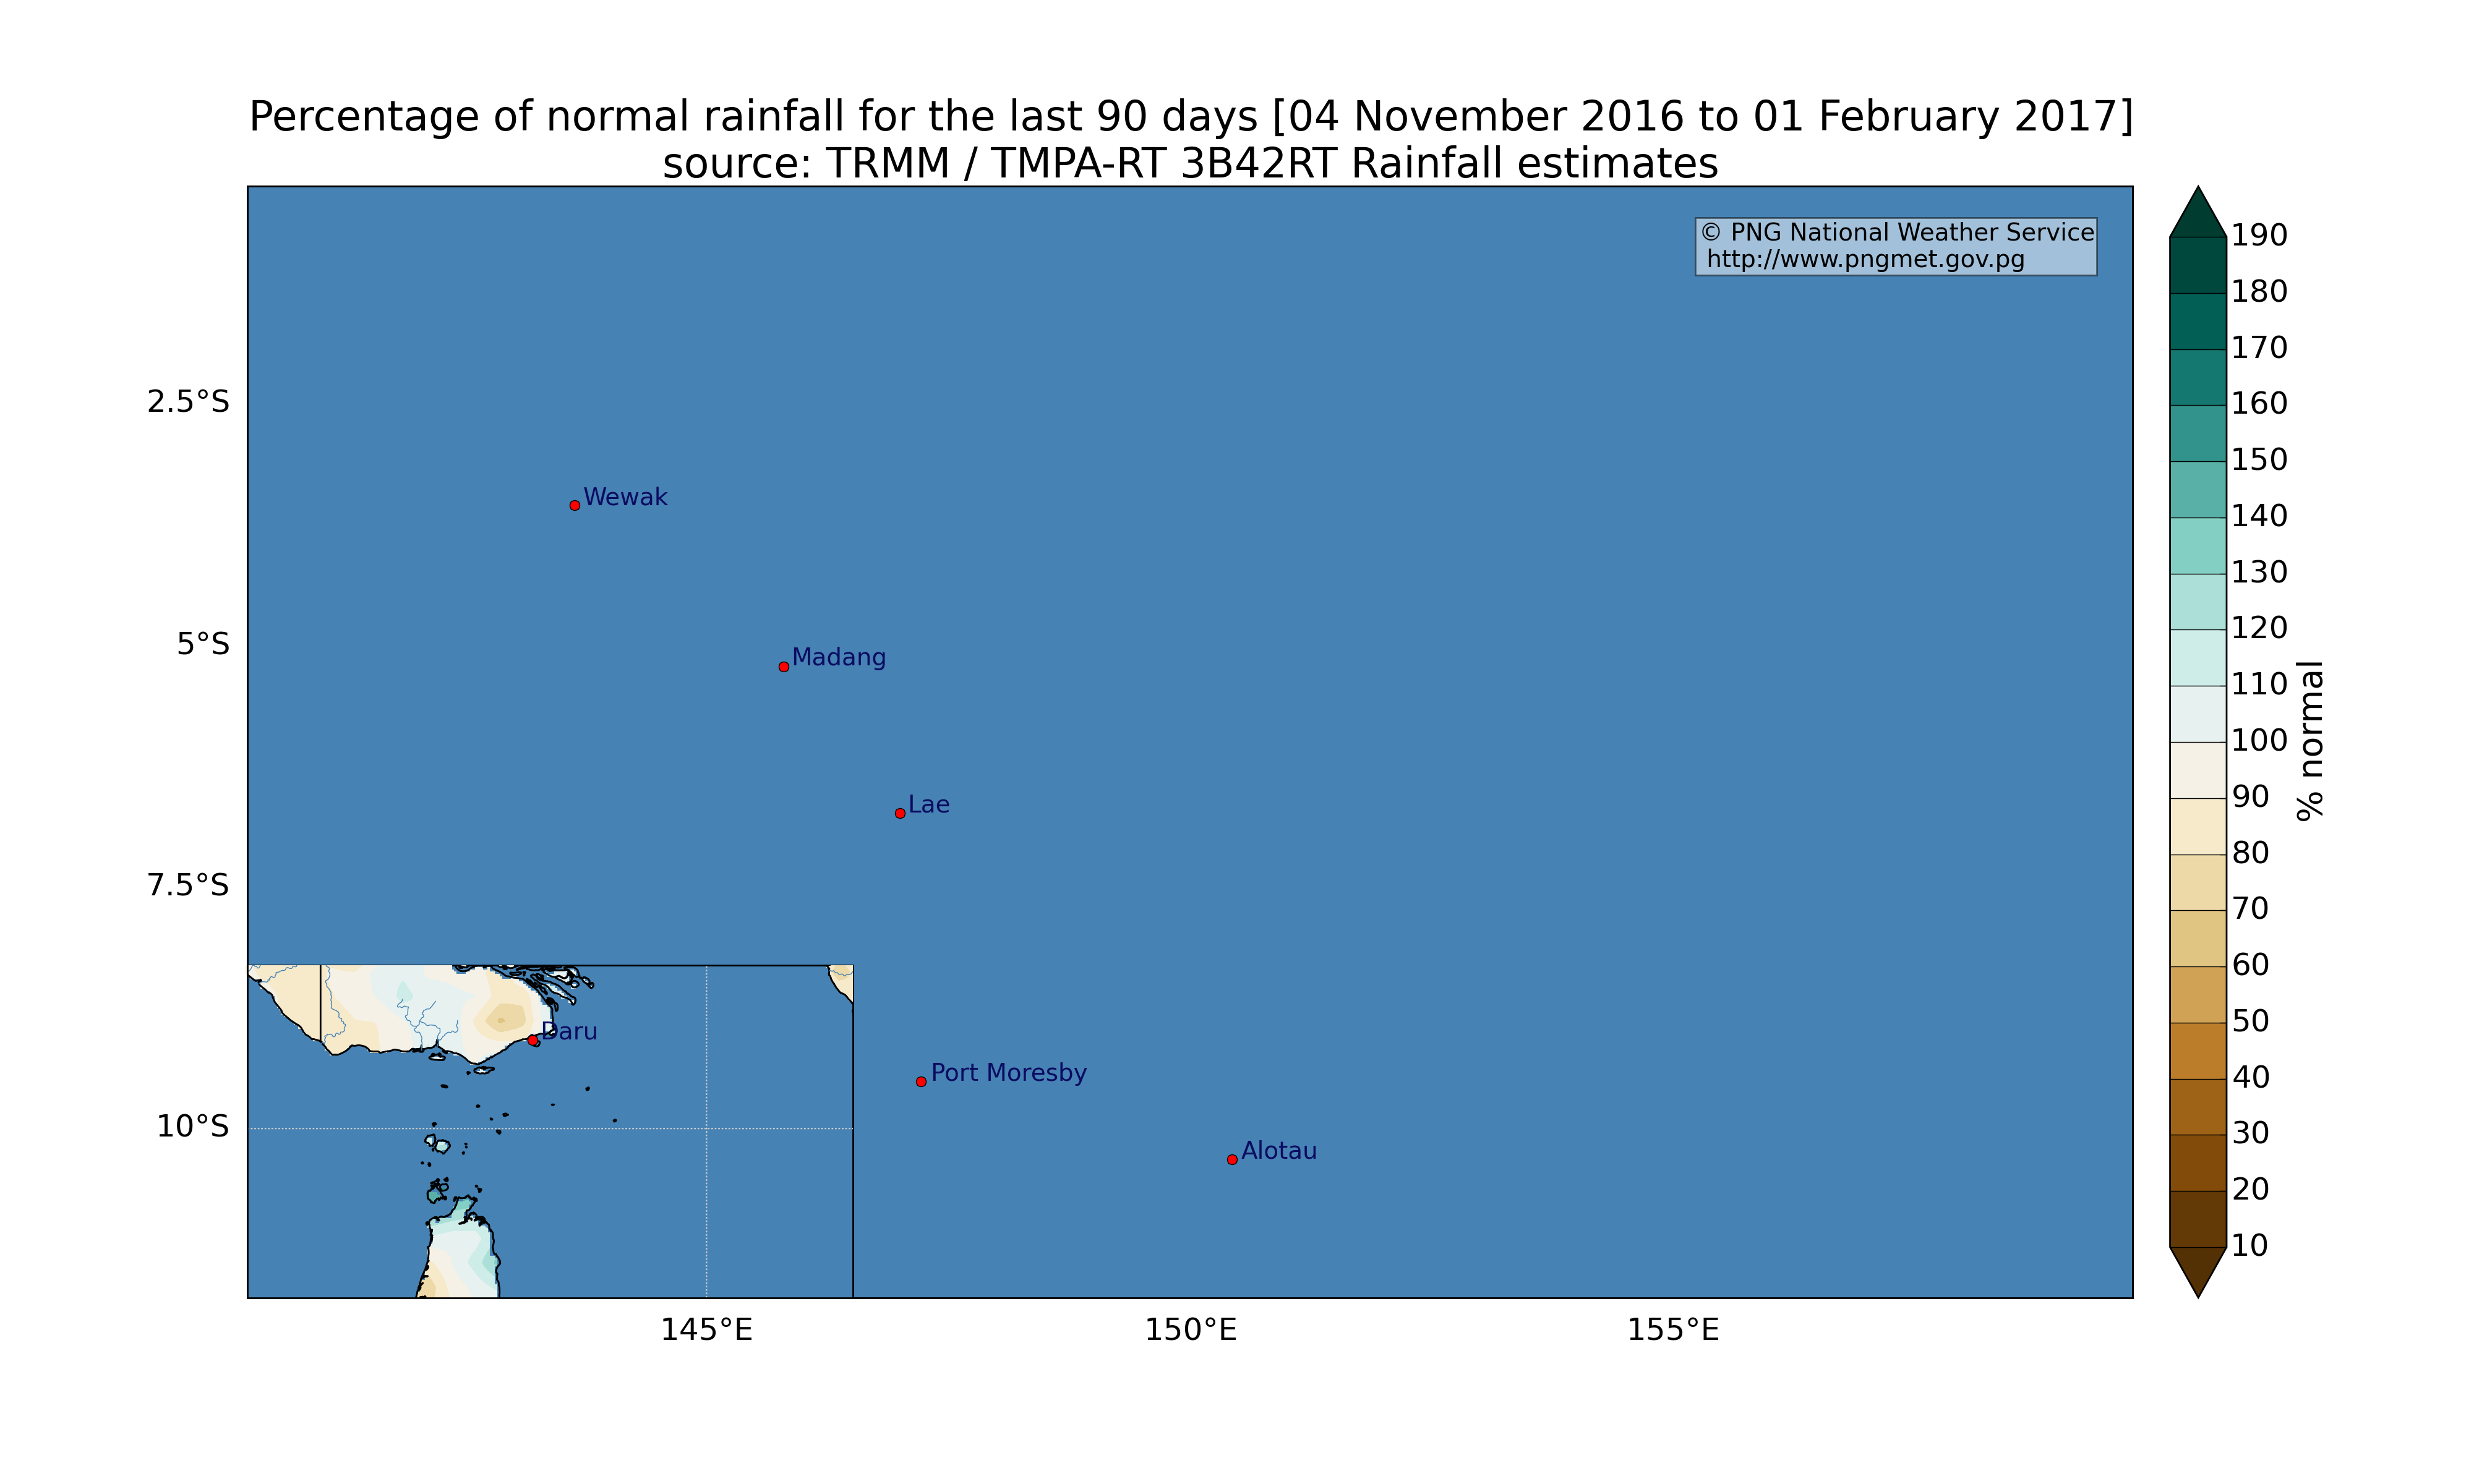 Percentage of normal rainfall for the last 90 days [04 November 2016 to 01 February 2017]
source: TRMM / TMPA-RT 3B42RT Rainfall estimates
© PNG National Weather Service
http://www.pngmet.gov.pg
2.5°S
5°S
7.5°S
10°S
Wewak
Madang
Lae
Daru
Port Moresby
Alotau
145°E
150°E
155°E
190
180
170
160
150
140
130
120
110
100
90
80
70
60
50
40
30
20
10
% normal